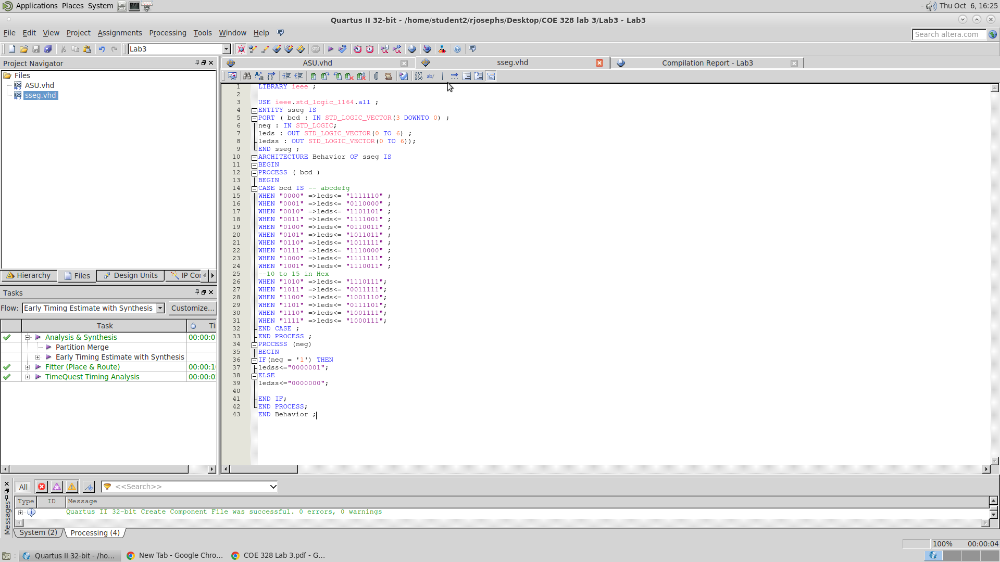 Applications Places System
Thu Oct 6, 16:25
Quartus II 32-bit - /home/student2/rjosephs/Desktop/COE 328 lab 3/Lab3 - Lab3
File Edit View Project Assignments Processing Tools Window Help
Search altera.com
Lab3
Project Navigator
Files
ASU.vhd
sseg.vhd
Hierarchy Files Design Units IP Co
Tasks
Flow: Early Timing Estimate with Synthesis Customize...
Task Ti
Analysis & Synthesis 00:00:0
Partition Merge
Early Timing Estimate with Synthesis
Fitter (Place & Route) 00:00:1
TimeQuest Timing Analysis 00:00:0
ASU.vhd sseg.vhd Compilation Report - Lab3
267 268 ab/
1 LIBRARY ieee ;
2
3 USE ieee.std_logic_1164.all ;
4 ENTITY sseg IS
5 PORT ( bcd : IN STD_LOGIC_VECTOR(3 DOWNTO 0) ;
6 neg : IN STD_LOGIC;
7 leds : OUT STD_LOGIC_VECTOR(0 TO 6) ;
8 ledss : OUT STD_LOGIC_VECTOR(0 TO 6));
9 END sseg ;
10 ARCHITECTURE Behavior OF sseg IS
11 BEGIN
12 PROCESS ( bcd )
13 BEGIN
14 CASE bcd IS -- abcdefg
15 WHEN "0000" =>leds<= "1111110" ;
16 WHEN "0001" =>leds<= "0110000" ;
17 WHEN "0010" =>leds<= "1101101" ;
18 WHEN "0011" =>leds<= "1111001" ;
19 WHEN "0100" =>leds<= "0110011" ;
20 WHEN "0101" =>leds<= "1011011" ;
21 WHEN "0110" =>leds<= "1011111" ;
22 WHEN "0111" =>leds<= "1110000" ;
23 WHEN "1000" =>leds<= "1111111" ;
24 WHEN "1001" =>leds<= "1110011" ;
25 --10 to 15 in Hex
26 WHEN "1010" =>leds<= "1110111";
27 WHEN "1011" =>leds<= "0011111";
28 WHEN "1100" =>leds<= "1001110";
29 WHEN "1101" =>leds<= "0111101";
30 WHEN "1110" =>leds<= "1001111";
31 WHEN "1111" =>leds<= "1000111";
32 END CASE ;
33 END PROCESS ;
34 PROCESS (neg)
35 BEGIN
36 IF(neg = '1') THEN
37 ledss<="0000001";
38 ELSE
39 ledss<="0000000";
40
41 END IF;
42 END PROCESS;
43 END Behavior ;
All <<Search>>
Type ID Message
Quartus II 32-bit Create Component File was successful. 0 errors, 0 warnings
Messages
System (2) Processing (4)
100% 00:00:04
Quartus II 32-bit - /ho... New Tab - Google Chro... COE 328 Lab 3.pdf - G...